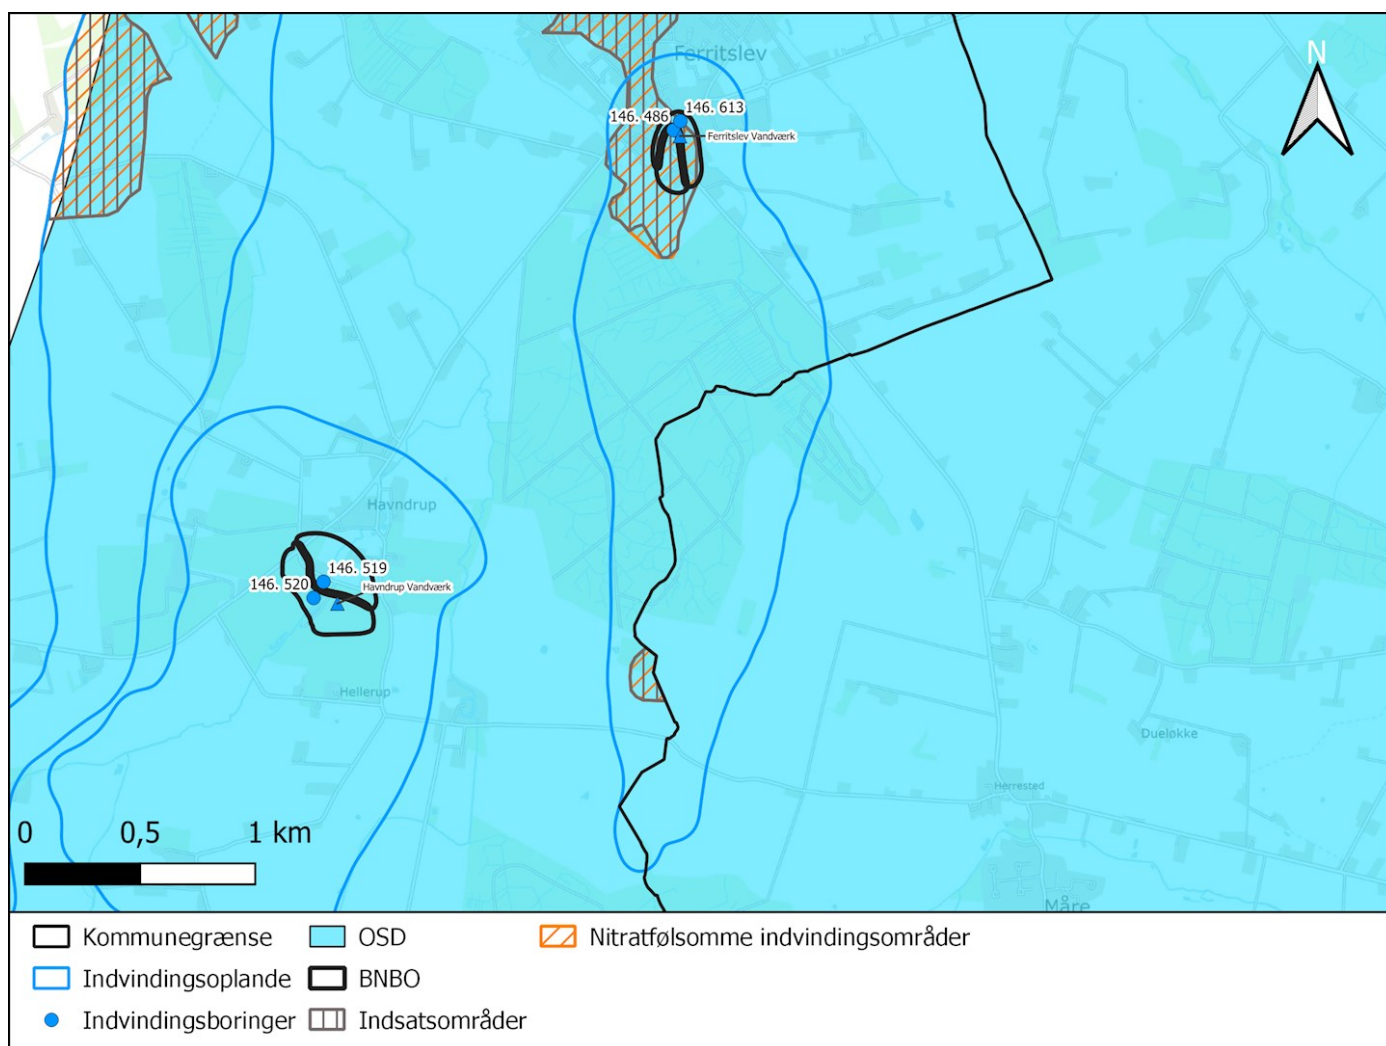 Ferritslev
N
146. 613
146. 486
Ferritslev Vandværk
Havndrup
146. 519
146. 520
Havndrup Vandværk
Hellerup
Dueløkke
Herrested
Måre
0 0,5 1 km
Kommunegrænse
OSD
Nitratfølsomme indvindingsområder
Indvindingsoplande
BNBO
Indvindingsboringer
Indsatsområder